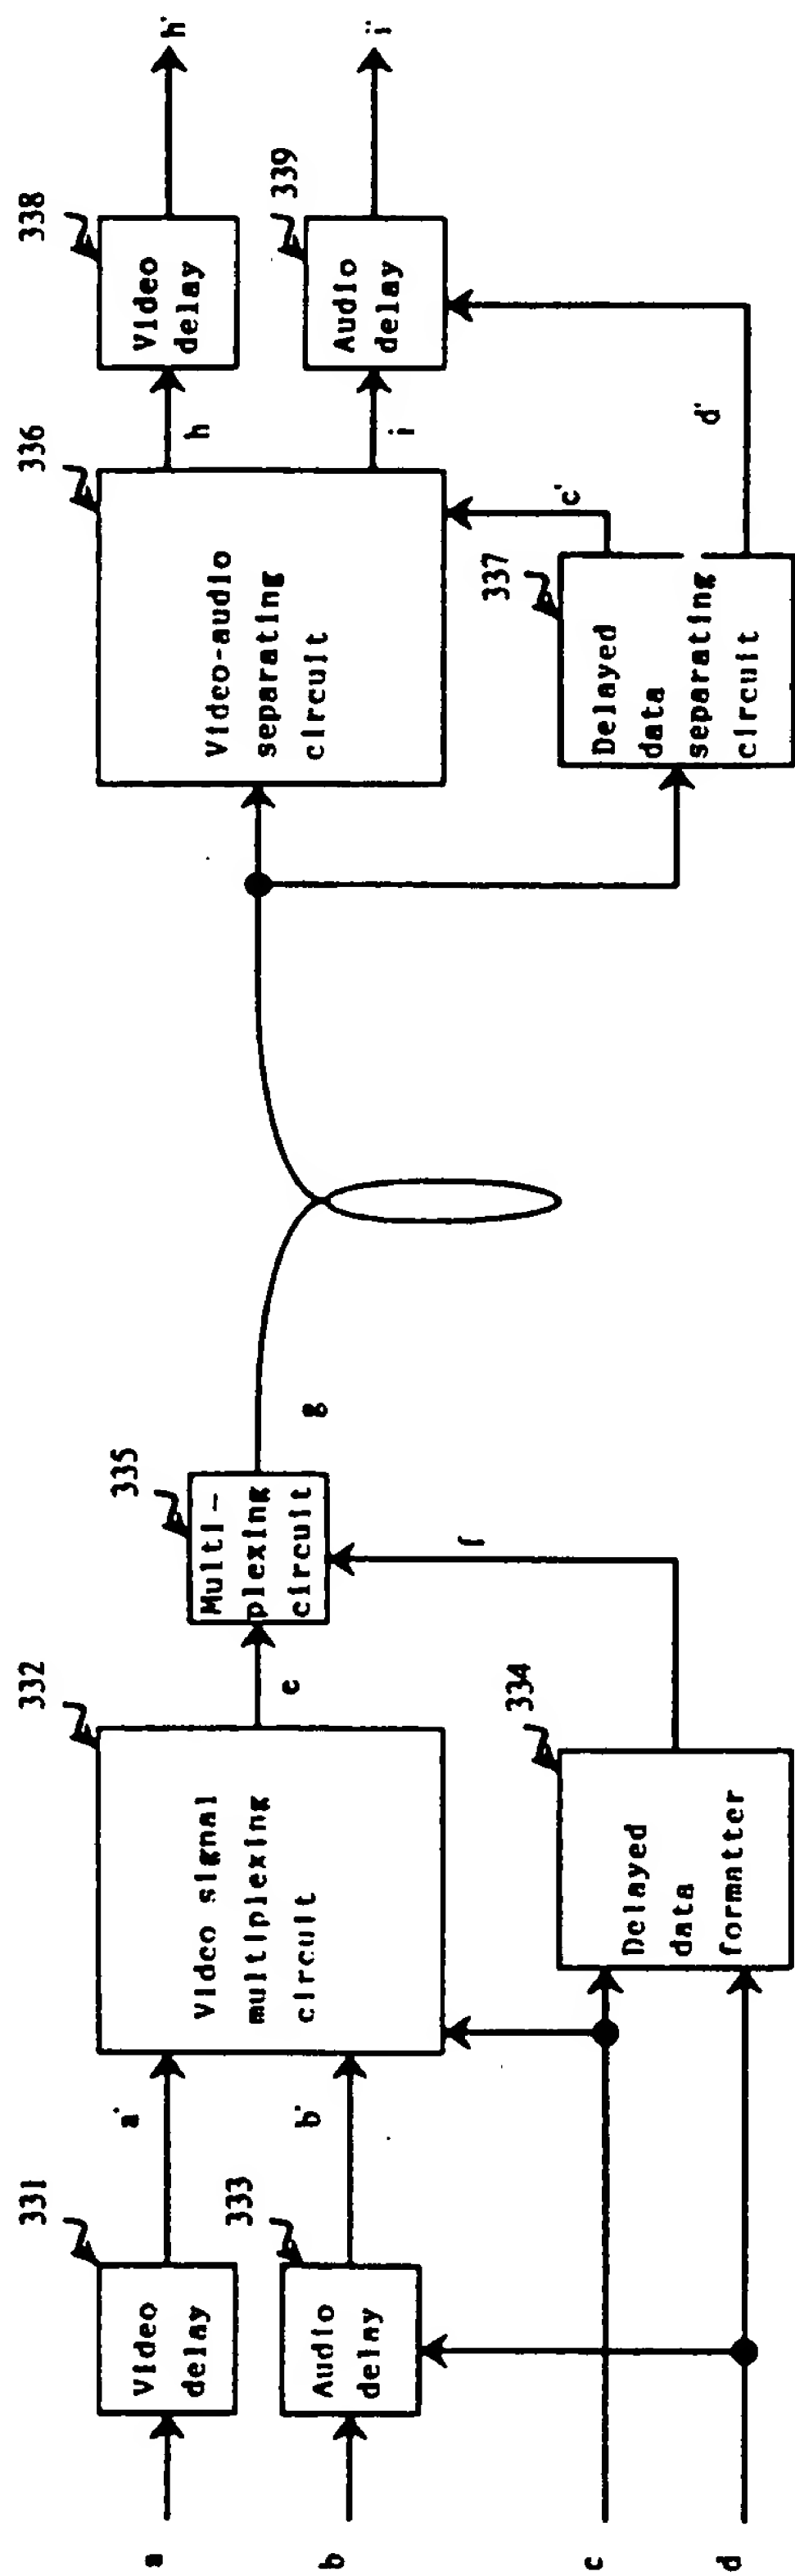 a
b
c
d
331
Video
delay
333
Audio
delay
a'
b'
332
Video signal
multiplexing
circuit
334
Delayed
data
formatter
e
f
335
Multi-
plexing
circuit
g
336
Video-audio
separating
circuit
337
Delayed
data
separating
circuit
c'
d'
h
i
338
Video
delay
339
Audio
delay
h'
i'